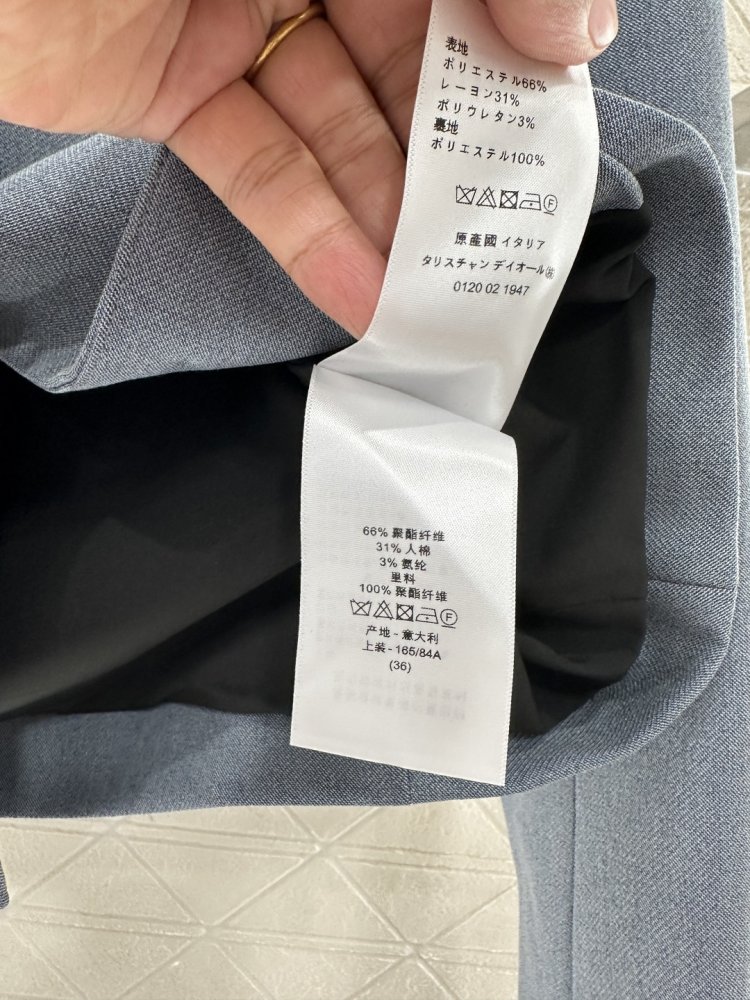 表地
ポリエステル66%
レーヨン31%
ポリウレタン3%
裏地
ポリエステル100%
F
原產國 イタリア
タリスチャン デイオール㈱
0120 02 1947
66% 聚酯纤维
31% 人棉
3% 氨纶
里料
100% 聚酯纤维
F
产地 - 意大利
上装 - 165/84A
(36)